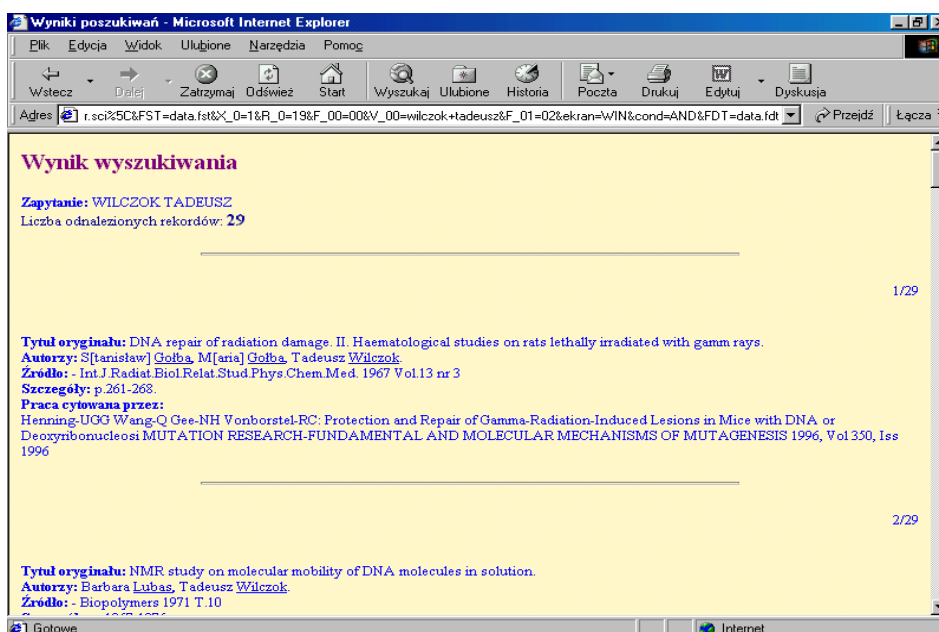 Wyniki poszukiwań - Microsoft Internet Explorer
Plik Edycja Widok Ulubione Narzędzia Pomoc
Wstecz Dalej Zatrzymaj Odśwież Start Wyszukaj Ulubione Historia Poczta Drukuj Edytuj Dyskusja
Adres r.sci%5C&FST=data.fst&X_0=1&R_0=19&F_00=00&V_00=wilczok+tadeusz&F_01=02&ekran=WIN&cond=AND&FDT=data.fdt Przejdź Łącza
Wynik wyszukiwania
Zapytanie: WILCZOK TADEUSZ
Liczba odnalezionych rekordów: 29
1/29
Tytuł oryginału: DNA repair of radiation damage. II. Haematological studies on rats lethally irradiated with gamm rays.
Autorzy: S[tanisław] Gołba, M[aria] Gołba, Tadeusz Wilczok.
Źródło: - Int.J.Radiat.Biol.Relat.Stud.Phys.Chem.Med. 1967 Vol.13 nr 3
Szczegóły: p.261-268.
Praca cytowana przez:
Henning-UGG Wang-Q Gee-NH Vonborstel-RC: Protection and Repair of Gamma-Radiation-Induced Lesions in Mice with DNA or
Deoxyribonucleosi MUTATION RESEARCH-FUNDAMENTAL AND MOLECULAR MECHANISMS OF MUTAGENESIS 1996, Vol 350, Iss
1996
2/29
Tytuł oryginału: NMR study on molecular mobility of DNA molecules in solution.
Autorzy: Barbara Lubas, Tadeusz Wilczok.
Źródło: - Biopolymers 1971 T.10
Gotowe Internet